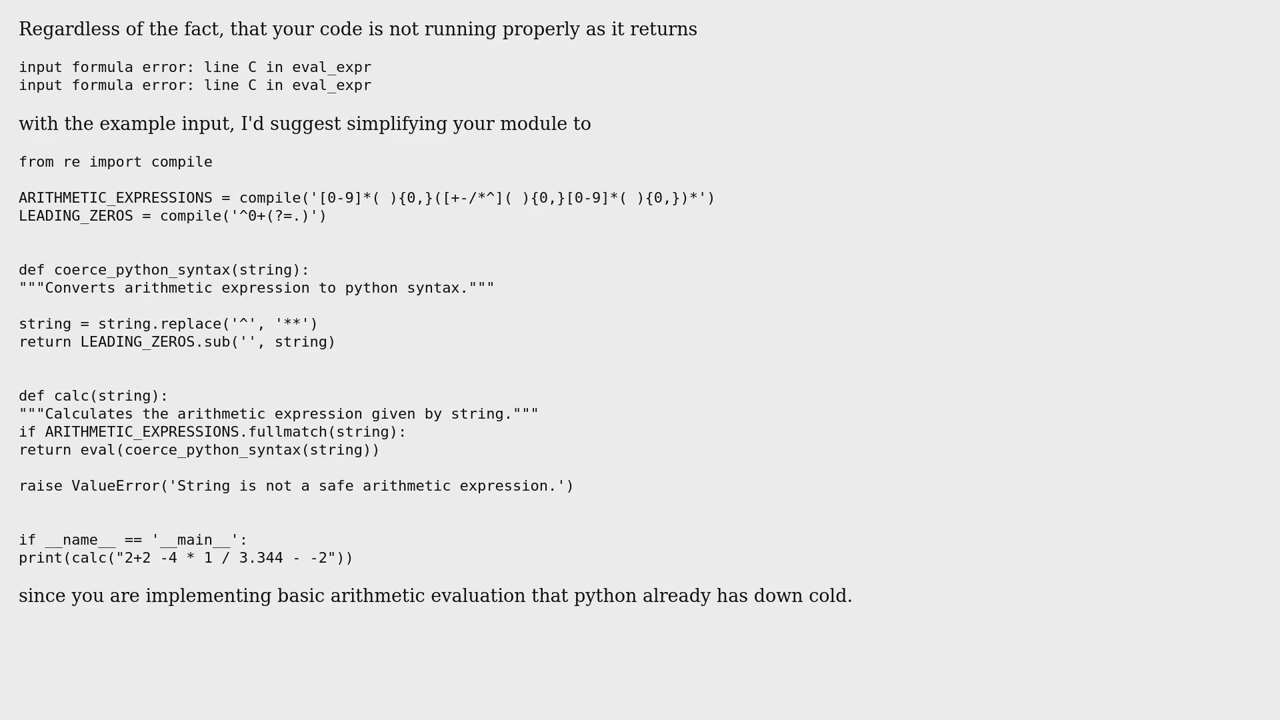 Regardless of the fact, that your code is not running properly as it returns
input formula error: line C in eval_expr
input formula error: line C in eval_expr
with the example input, I'd suggest simplifying your module to
from re import compile
ARITHMETIC_EXPRESSIONS = compile('[0-9]*( ){0,}([+-/*^]( ){0,}[0-9]*( ){0,})*')
LEADING_ZEROS = compile('^0+(?=.)')
def coerce_python_syntax(string):
"""Converts arithmetic expression to python syntax."""
string = string.replace('^', '**')
return LEADING_ZEROS.sub('', string)
def calc(string):
"""Calculates the arithmetic expression given by string."""
if ARITHMETIC_EXPRESSIONS.fullmatch(string):
return eval(coerce_python_syntax(string))
raise ValueError('String is not a safe arithmetic expression.')
if __name__ == '__main__':
print(calc("2+2 -4 * 1 / 3.344 - -2"))
since you are implementing basic arithmetic evaluation that python already has down cold.